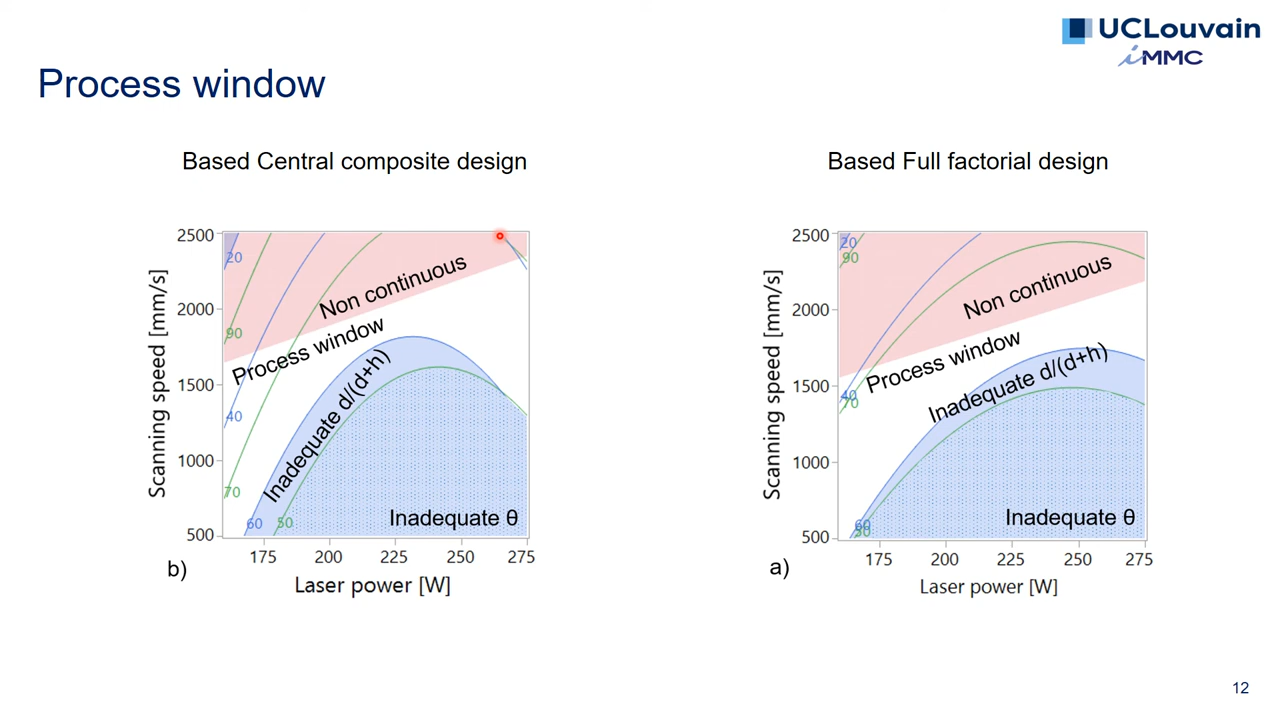 UCLouvain
iMMC
Process window
Based Central composite design
Based Full factorial design
2500
2000
1500
1000
500
Scanning speed [mm/s]
20
90
40
70
60
50
Non continuous
Process window
Inadequate d/(d+h)
Inadequate θ
175
200
225
250
275
b)
Laser power [W]
2500
2000
1500
1000
500
Scanning speed [mm/s]
20
90
40
70
60
50
Non continuous
Process window
Inadequate d/(d+h)
Inadequate θ
175
200
225
250
275
a)
Laser power [W]
12